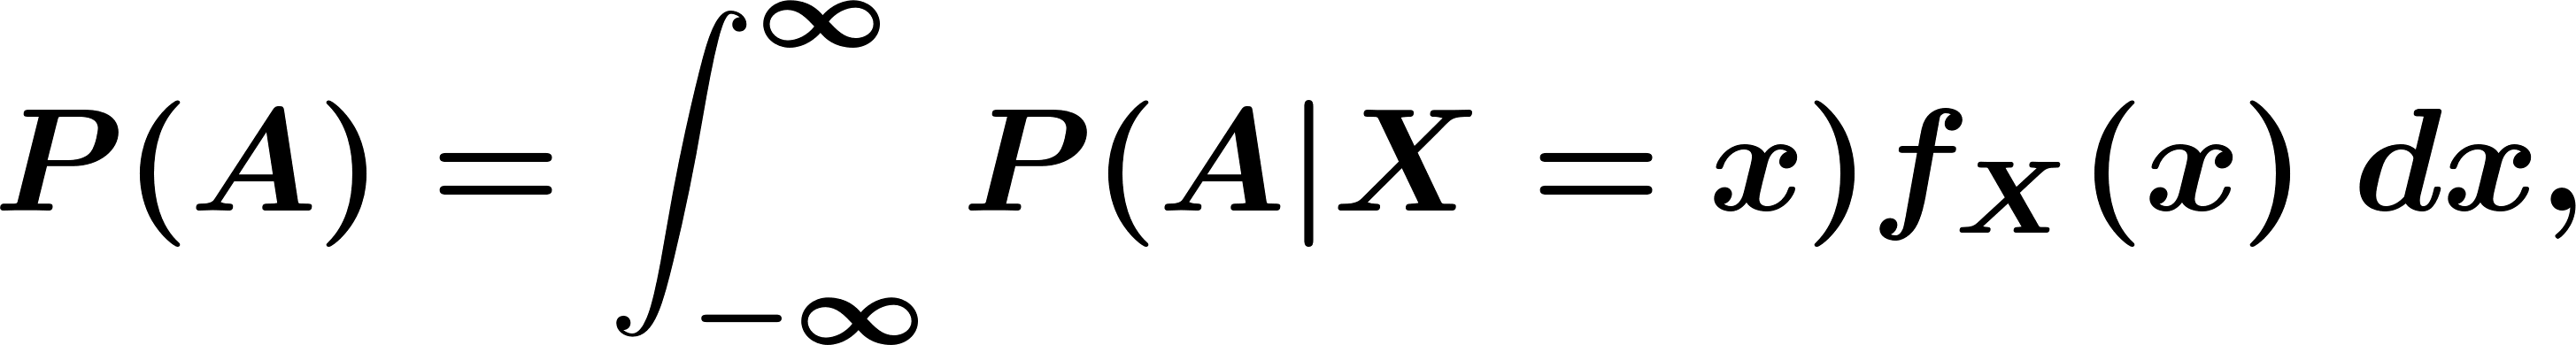 P(A) = ∫_{-∞}^{∞} P(A|X = x) f_X(x) dx,